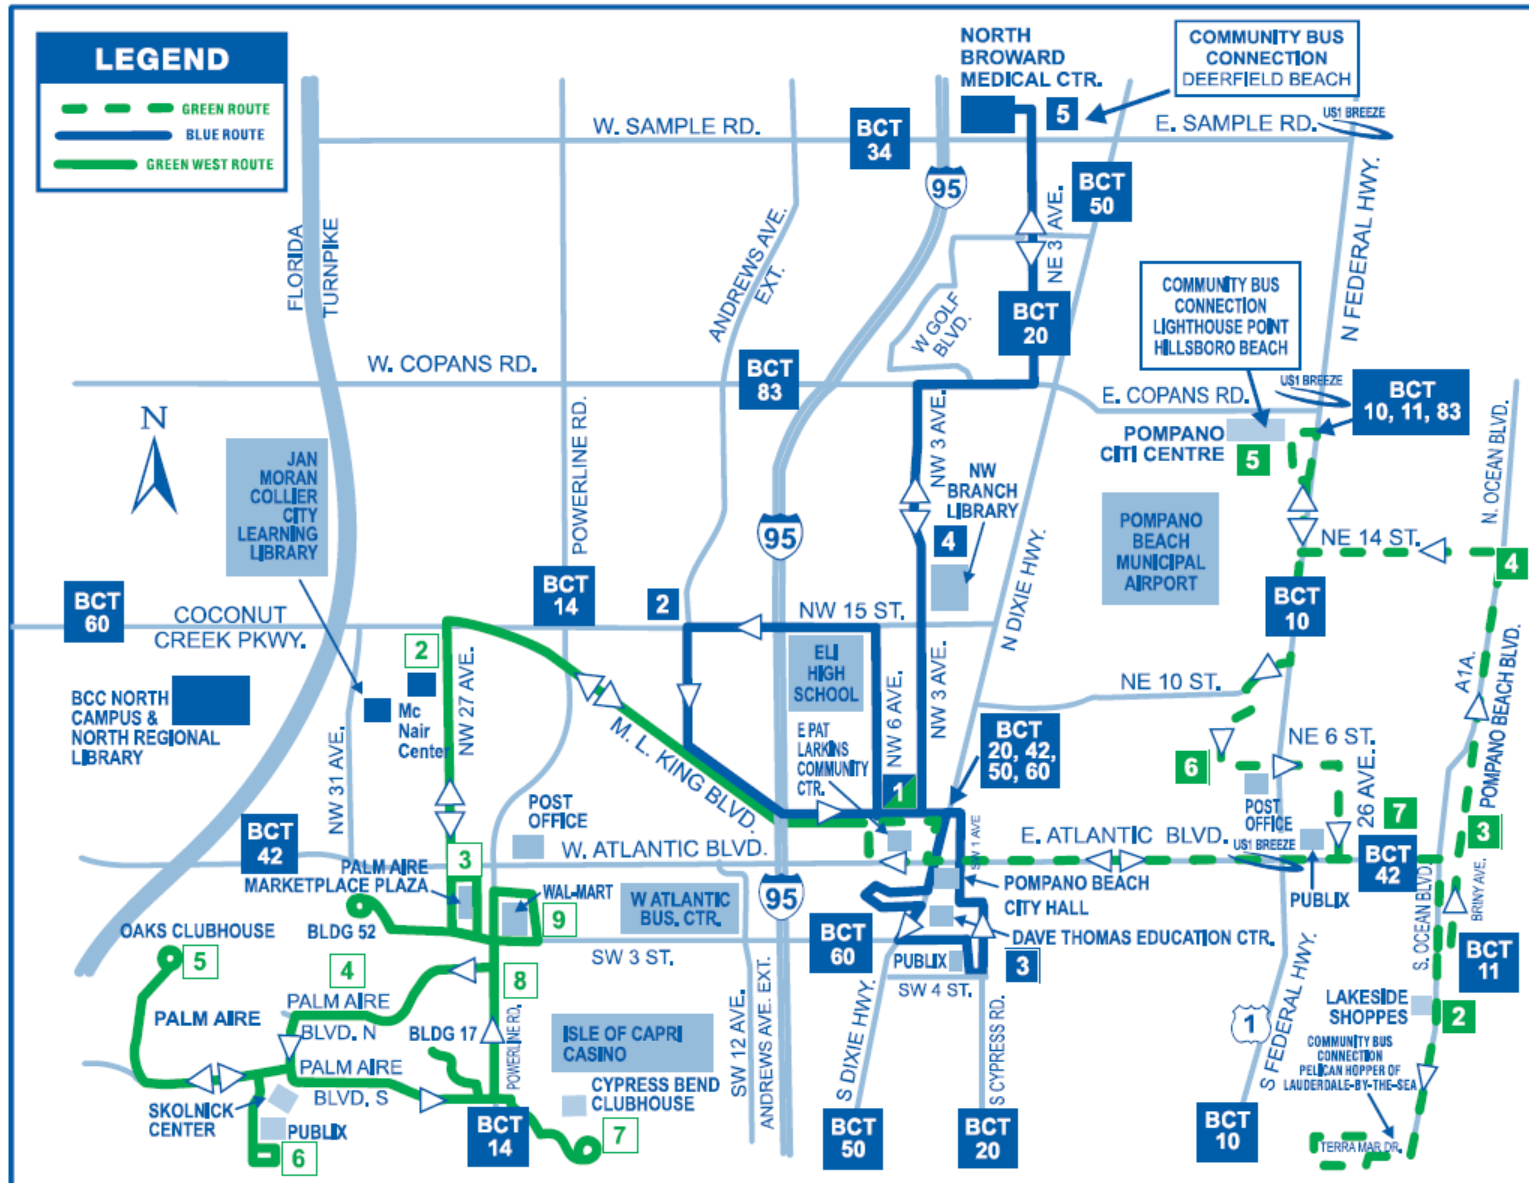 LEGEND
GREEN ROUTE
BLUE ROUTE
GREEN WEST ROUTE
NORTH
BROWARD
MEDICAL CTR.
5
COMMUNITY BUS
CONNECTION
DEERFIELD BEACH
W. SAMPLE RD.
BCT
34
E. SAMPLE RD.
US1 BREEZE
95
BCT
50
FLORIDA
TURNPIKE
ANDREWS AVE.
EXT.
NE 3 AVE.
N FEDERAL HWY.
COMMUNITY BUS
CONNECTION
LIGHTHOUSE POINT
HILLSBORO BEACH
W GOLF
BLVD.
BCT
20
W. COPANS RD.
BCT
83
E. COPANS RD.
US1 BREEZE
BCT
10, 11, 83
N
POWERLINE RD.
NW 3 AVE.
POMPANO
CITI CENTRE
5
N. OCEAN BLVD.
JAN
MORAN
COLLIER
CITY
LEARNING
LIBRARY
NW
BRANCH
LIBRARY
4
95
N DIXIE HWY.
POMPANO
BEACH
MUNICIPAL
AIRPORT
NE 14 ST.
4
BCT
60
COCONUT
CREEK PKWY.
BCT
14
2
NW 15 ST.
BCT
10
2
NW 27 AVE.
ELI
HIGH
SCHOOL
NW 6 AVE.
NW 3 AVE.
NE 10 ST.
A1A.
POMPANO BEACH BLVD.
BCC NORTH
CAMPUS &
NORTH REGIONAL
LIBRARY
NW 31 AVE.
Mc
Nair
Center
M. L. KING BLVD.
E PAT
LARKINS
COMMUNITY
CTR.
1
BCT
20, 42,
50, 60
6
NE 6 ST.
POST
OFFICE
26 AVE.
7
3
BCT
42
POST
OFFICE
W. ATLANTIC BLVD.
SW 1 AVE
E. ATLANTIC BLVD.
US1 BREEZE
BCT
42
PALM AIRE
MARKETPLACE PLAZA
3
WAL-MART
9
W ATLANTIC
BUS. CTR.
95
POMPANO BEACH
CITY HALL
PUBLIX
S. OCEAN BLVD.
BRINY AVE.
OAKS CLUBHOUSE
BLDG 52
5
4
SW 3 ST.
8
BCT
60
DAVE THOMAS EDUCATION CTR.
PUBLIX
3
SW 4 ST.
BCT
11
PALM AIRE
PALM AIRE
BLVD. N
BLDG 17
POWERLINE RD.
ISLE OF CAPRI
CASINO
SW 12 AVE.
ANDREWS AVE. EXT.
S DIXIE HWY.
S CYPRESS RD.
1
S FEDERAL HWY.
LAKESIDE
SHOPPES
2
COMMUNITY BUS
CONNECTION
PELICAN HOPPER OF
LAUDERDALE-BY-THE-SEA
PALM AIRE
BLVD. S
CYPRESS BEND
CLUBHOUSE
SKOLNICK
CENTER
PUBLIX
6
BCT
14
7
BCT
50
BCT
20
BCT
10
TERRA MAR DR.